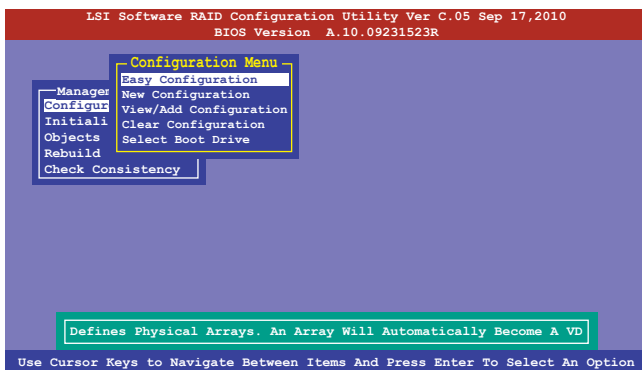 LSI Software RAID Configuration Utility Ver C.05 Sep 17,2010
BIOS Version A.10.09231523R
Configuration Menu
Easy Configuration
New Configuration
View/Add Configuration
Clear Configuration
Select Boot Drive
Managem
Configur
Initiali
Objects
Rebuild
Check Consistency
Defines Physical Arrays. An Array Will Automatically Become A VD
Use Cursor Keys to Navigate Between Items And Press Enter To Select An Option